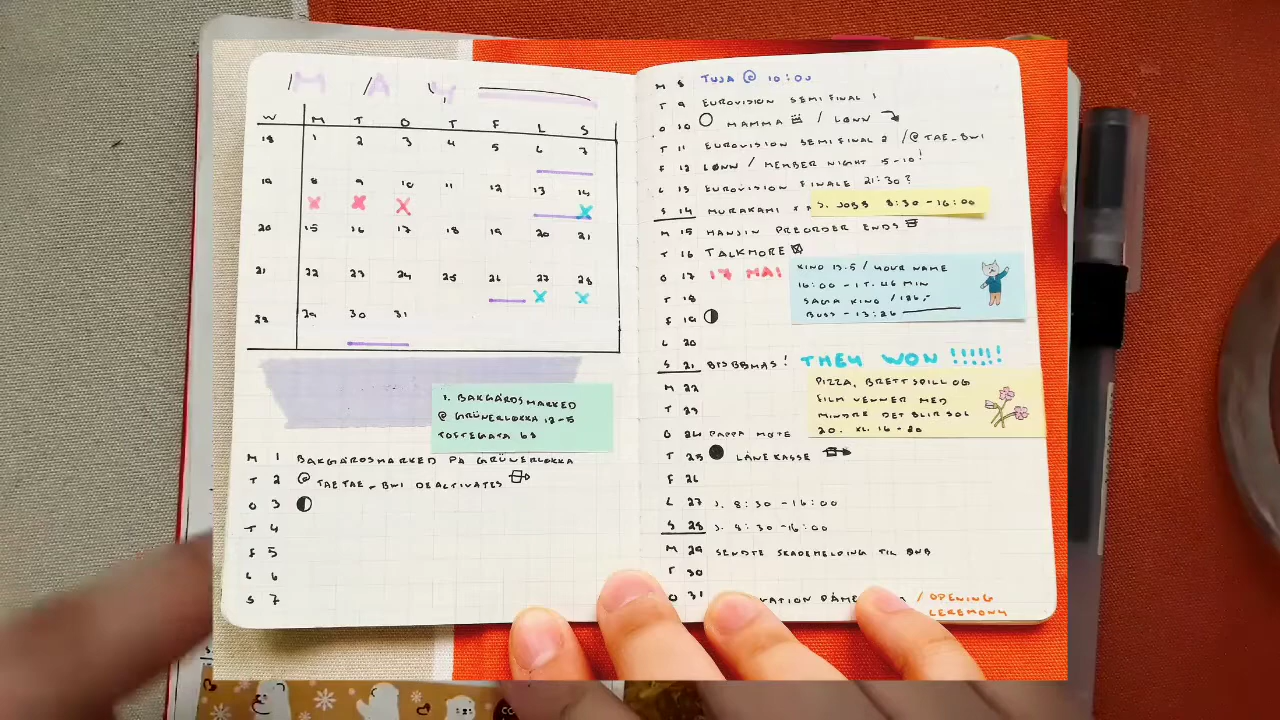 MAY
W M T O T F L S
18 1 2 3 4 5 6 7
19 8 9 10 11 12 13 14
20 15 16 17 18 19 20 21
21 22 23 24 25 26 27 28
22 29 30 31
1. BAKGÅRDSMARKED
@ GRÜNERLØKKA 12-5
TOFTEGATA 69
M 1 BAKGÅRDSMARKED PÅ GRÜNERLØKKA
T 2 @ TAETAE_BWI DEACTIVATES
O 3
T 4
F 5
L 6
S 7
M 8 TUJA @ 10:00
T 9 EUROVISION SEMIFINAL 1
O 10 MAMMA / LØNN
T 11 EUROVISION SEMIFINAL 2 / @TAE_BWI
F 12 LØNN / MEMBER NIGHT 5-10!
L 13 EUROVISION FINALE 21:30?
S 14 MURAKAMI x
J. JOBB 8:30-16:00
M 15 HANJIN PREORDER ENDS
T 16 TALKMORE
O 17 17 MAI
KINO 13.5 / YOUR NAME
16:00 - 1T. 46 MIN
SAGA KINO / 136,-
BUSS - 13:26
T 18
F 19
L 20
S 21 BTSBBMAS: THEY WON !!!!!!
M 22
PIZZA, BRETTSPILL OG
FILM VENNER MED
MINDRE DET BLIR SOL
20. KL. 16-20
T 23
O 24 PAPPA MØTE
T 25 LÅNEKASSE
F 26
L 27 J. 8:30-16:00
S 28 J. 8:30-16:00
M 29 SENDTE SKADEMELDING TIL DNB
T 30
O 31 / OPENING
CEREMONY